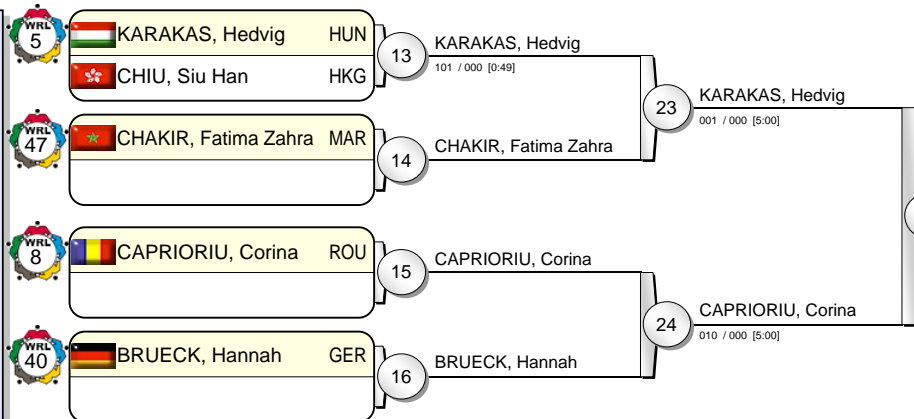 WRL
5
KARAKAS, Hedvig HUN
CHIU, Siu Han HKG
13
KARAKAS, Hedvig
101 / 000 [0:49]
23
KARAKAS, Hedvig
001 / 000 [5:00]
WRL
47
CHAKIR, Fatima Zahra MAR
14
CHAKIR, Fatima Zahra
WRL
8
CAPRIORIU, Corina ROU
15
CAPRIORIU, Corina
24
CAPRIORIU, Corina
010 / 000 [5:00]
WRL
40
BRUECK, Hannah GER
16
BRUECK, Hannah